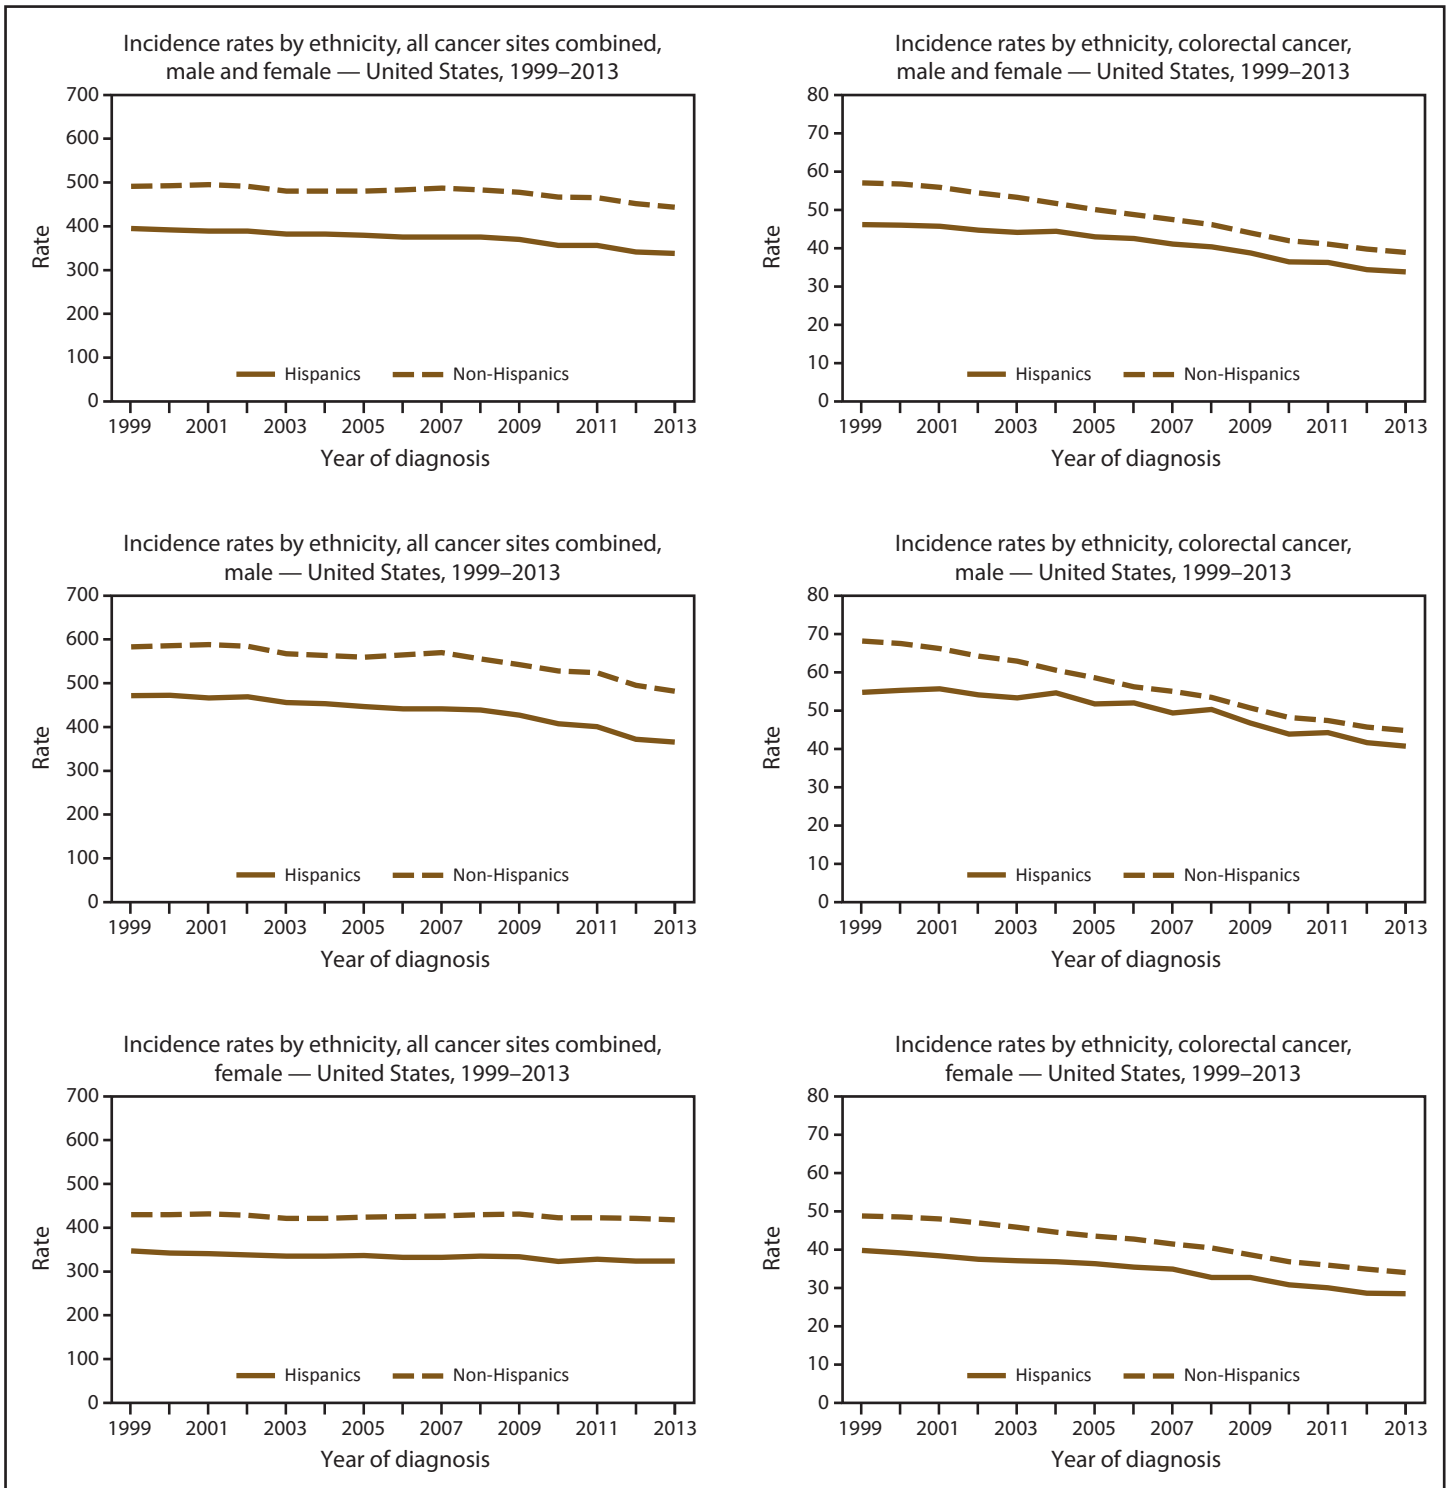 Incidence rates by ethnicity, all cancer sites combined,
male and female — United States, 1999–2013
700
600
500
400
300
200
100
0
Rate
Hispanics
Non-Hispanics
1999
2001
2003
2005
2007
2009
2011
2013
Year of diagnosis
Incidence rates by ethnicity, colorectal cancer,
male and female — United States, 1999–2013
80
70
60
50
40
30
20
10
0
Rate
Hispanics
Non-Hispanics
1999
2001
2003
2005
2007
2009
2011
2013
Year of diagnosis
Incidence rates by ethnicity, all cancer sites combined,
male — United States, 1999–2013
700
600
500
400
300
200
100
0
Rate
Hispanics
Non-Hispanics
1999
2001
2003
2005
2007
2009
2011
2013
Year of diagnosis
Incidence rates by ethnicity, colorectal cancer,
male — United States, 1999–2013
80
70
60
50
40
30
20
10
0
Rate
Hispanics
Non-Hispanics
1999
2001
2003
2005
2007
2009
2011
2013
Year of diagnosis
Incidence rates by ethnicity, all cancer sites combined,
female — United States, 1999–2013
700
600
500
400
300
200
100
0
Rate
Hispanics
Non-Hispanics
1999
2001
2003
2005
2007
2009
2011
2013
Year of diagnosis
Incidence rates by ethnicity, colorectal cancer,
female — United States, 1999–2013
80
70
60
50
40
30
20
10
0
Rate
Hispanics
Non-Hispanics
1999
2001
2003
2005
2007
2009
2011
2013
Year of diagnosis